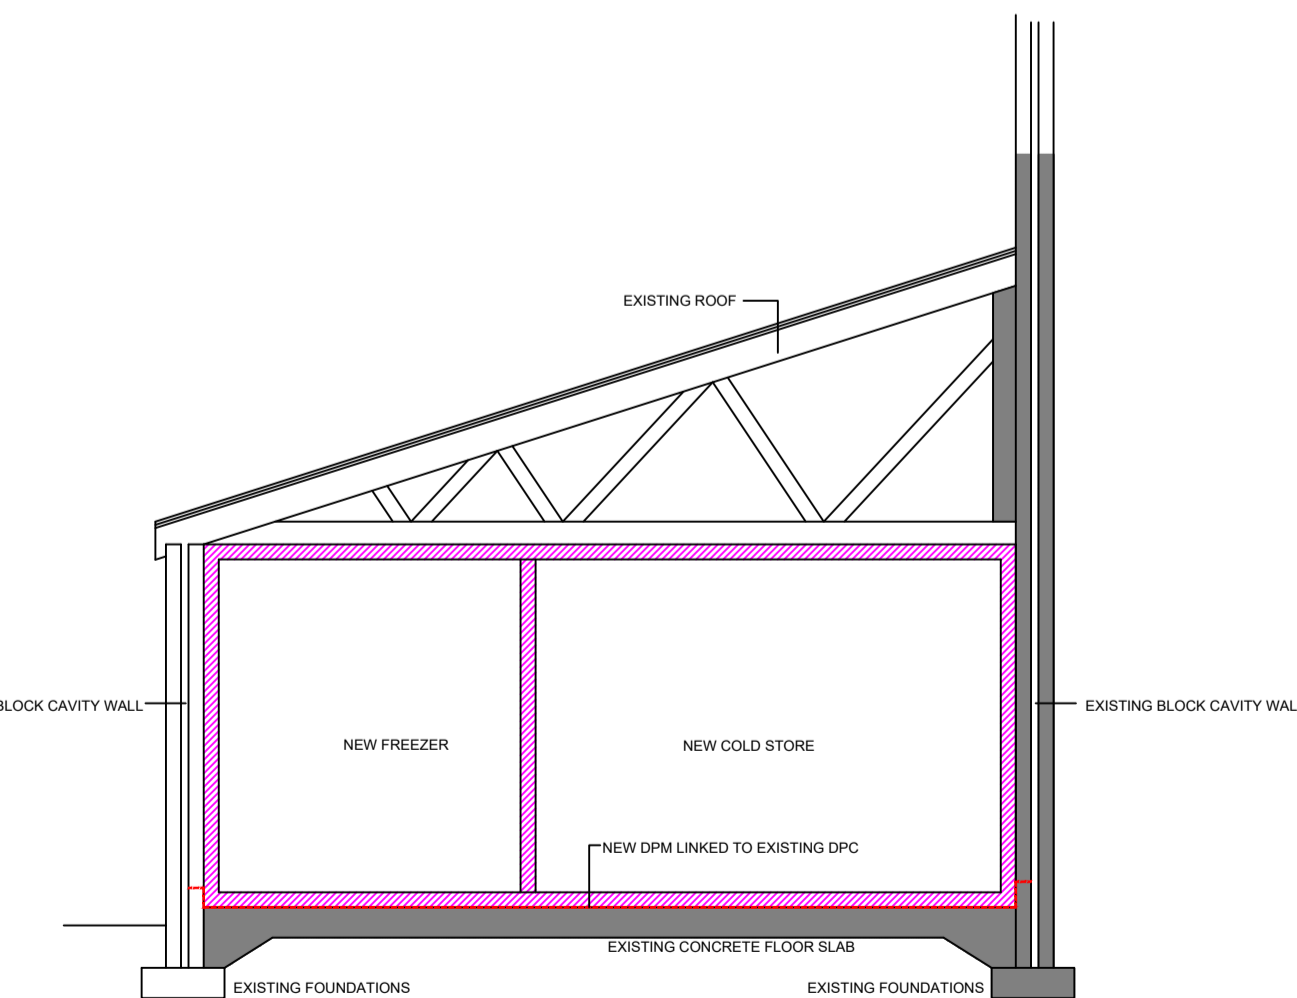 EXISTING ROOF
BLOCK CAVITY WALL
EXISTING BLOCK CAVITY WAL
NEW FREEZER
NEW COLD STORE
NEW DPM LINKED TO EXISTING DPC
EXISTING CONCRETE FLOOR SLAB
EXISTING FOUNDATIONS
EXISTING FOUNDATIONS